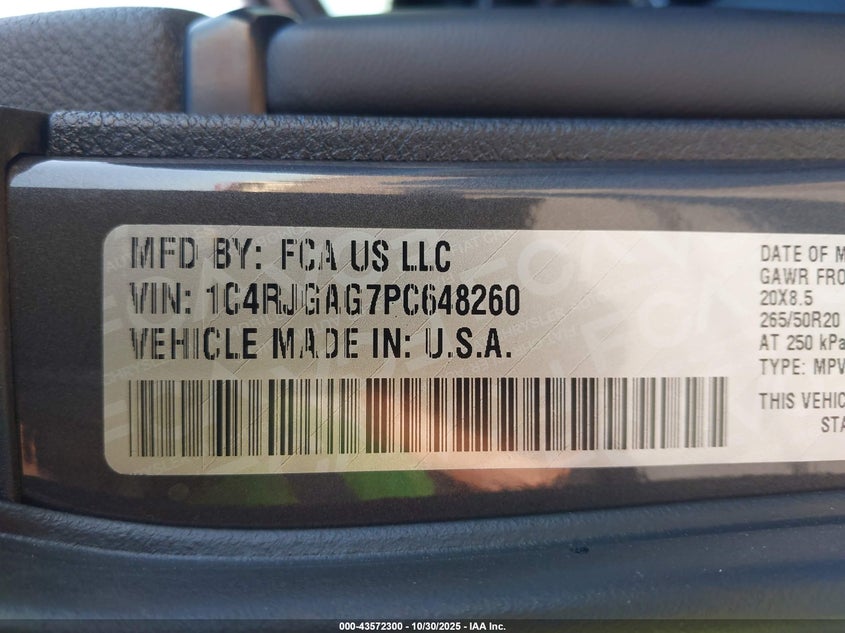 MFD BY: FCA US LLC
VIN: 1C4RJGAG7PC648260
VEHICLE MADE IN: U.S.A.
DATE OF M
GAWR FRO
20X8.5
265/50R20
AT 250 kPa
TYPE: MPV
THIS VEHIC
STA
000-43572300 - 10/30/2025 - IAA Inc.